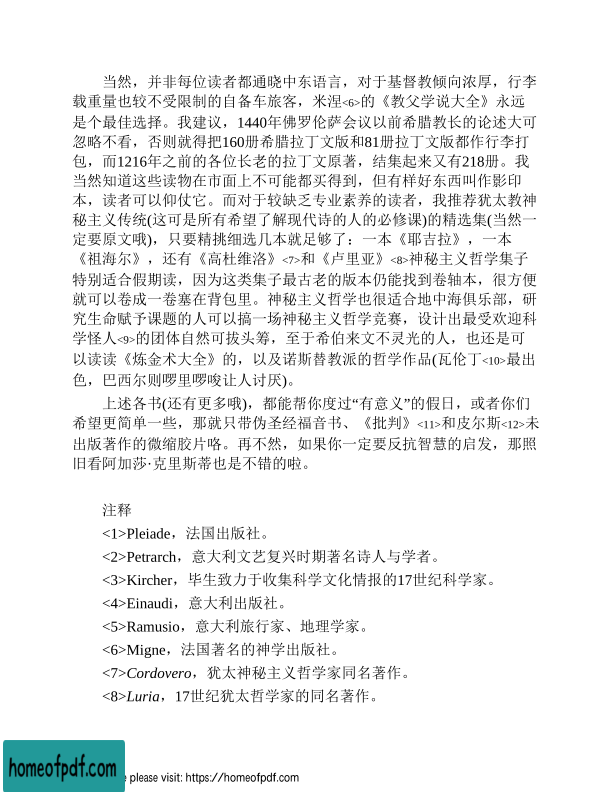 当然，并非每位读者都通晓中东语言，对于基督教倾向浓厚，行李
载重量也较不受限制的自备车旅客，米涅<6>的《教父学说大全》永远
是个最佳选择。我建议，1440年佛罗伦萨会议以前希腊教长的论述大可
忽略不看，否则就得把160册希腊拉丁文版和81册拉丁文版都作行李打
包，而1216年之前的各位长老的拉丁文原著，结集起来又有218册。我
当然知道这些读物在市面上不可能都买得到，但有样好东西叫作影印
本，读者可以仰仗它。而对于较缺乏专业素养的读者，我推荐犹太教神
秘主义传统(这可是所有希望了解现代诗的人的必修课)的精选集(当然一
定要原文哦)，只要精挑细选几本就足够了：一本《耶吉拉》，一本
《祖海尔》，还有《高杜维洛》<7>和《卢里亚》<8>神秘主义哲学集子
特别适合假期读，因为这类集子最古老的版本仍能找到卷轴本，很方便
就可以卷成一卷塞在背包里。神秘主义哲学也很适合地中海俱乐部，研
究生命赋予课题的人可以搞一场神秘主义哲学竞赛，设计出最受欢迎科
学怪人<9>的团体自然可拔头筹，至于希伯来文不灵光的人，也还是可
以读读《炼金术大全》的，以及诺斯替教派的哲学作品(瓦伦丁<10>最出
色，巴西尔则啰里啰唆让人讨厌)。
上述各书(还有更多哦)，都能帮你度过“有意义”的假日，或者你们
希望更简单一些，那就只带伪圣经福音书、《批判》<11>和皮尔斯<12>未
出版著作的微缩胶片咯。再不然，如果你一定要反抗智慧的启发，那照
旧看阿加莎·克里斯蒂也是不错的啦。
注释
<1>Pleiade，法国出版社。
<2>Petrarch，意大利文艺复兴时期著名诗人与学者。
<3>Kircher，毕生致力于收集科学文化情报的17世纪科学家。
<4>Einaudi，意大利出版社。
<5>Ramusio，意大利旅行家、地理学家。
<6>Migne，法国著名的神学出版社。
<7>Cordovero，犹太神秘主义哲学家同名著作。
<8>Luria，17世纪犹太哲学家的同名著作。
homeofpdf.com
e please visit: https://homeofpdf.com